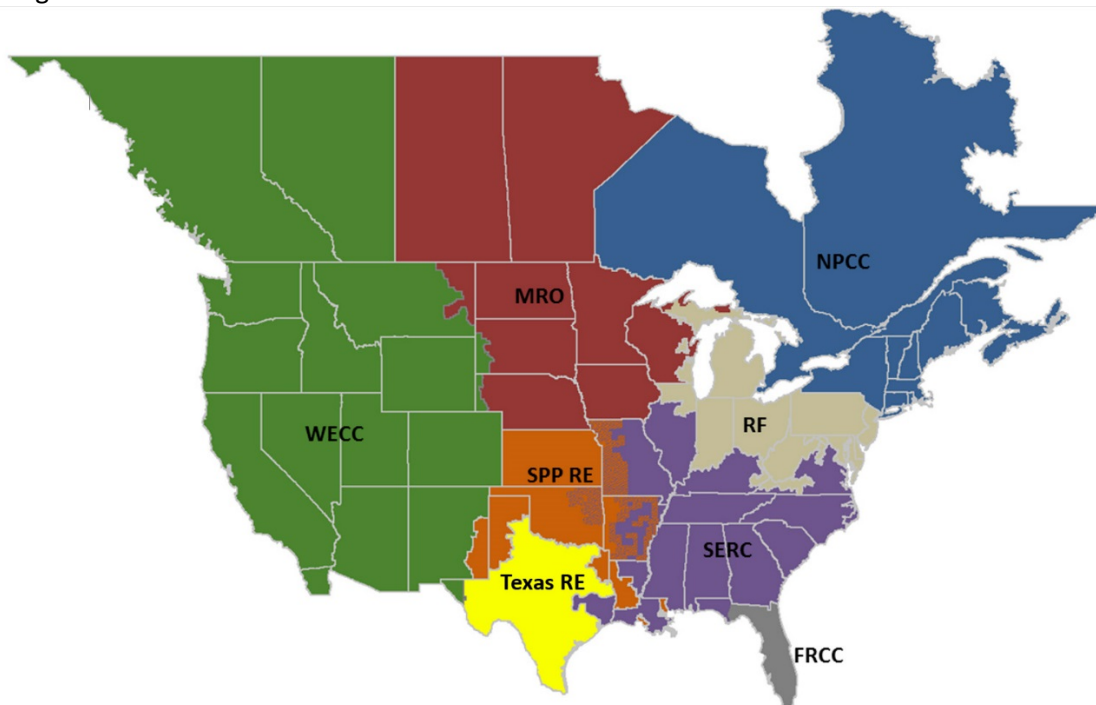 NPCC
MRO
WECC
RF
SPP RE
SERC
Texas RE
FRCC